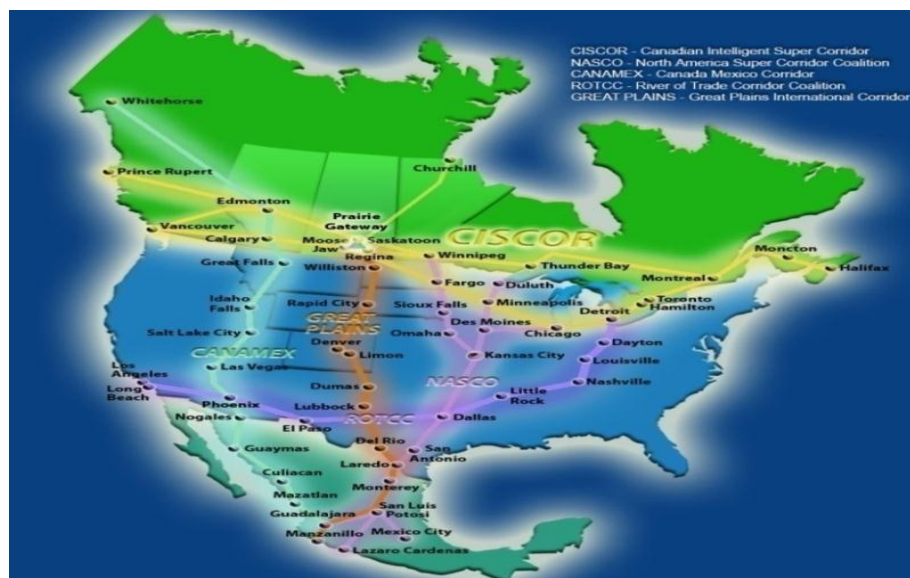 CISCOR - Canadian Intelligent Super Corridor
NASCO - North America Super Corridor Coalition
CANAMEX - Canada Mexico Corridor
ROTCC - River of Trade Corridor Coalition
GREAT PLAINS - Great Plains International Corridor
Whitehorse
Churchill
Prince Rupert
Edmonton
Prairie
Gateway
Vancouver
Calgary
Moose
Jaw
Saskatoon
CISCOR
Moncton
Regina
Winnipeg
Halifax
Great Falls
Williston
Thunder Bay
Montreal
Fargo
Duluth
Idaho
Falls
Rapid City
Sioux Falls
Minneapolis
Toronto
Hamilton
Detroit
GREAT
PLAINS
Des Moines
Salt Lake City
Omaha
Chicago
Denver
Limon
Dayton
CANAMEX
Kansas City
Louisville
Las Vegas
Los
Angeles
Long
Beach
Dumas
NASCO
Nashville
Little
Rock
Phoenix
Lubbock
Nogales
ROTCC
Dallas
El Paso
Guaymas
Del Rio
San
Antonio
Laredo
Culiacan
Monterey
Mazatlan
San Luis
Potosi
Guadalajara
Manzanillo
Mexico City
Lazaro Cardenas